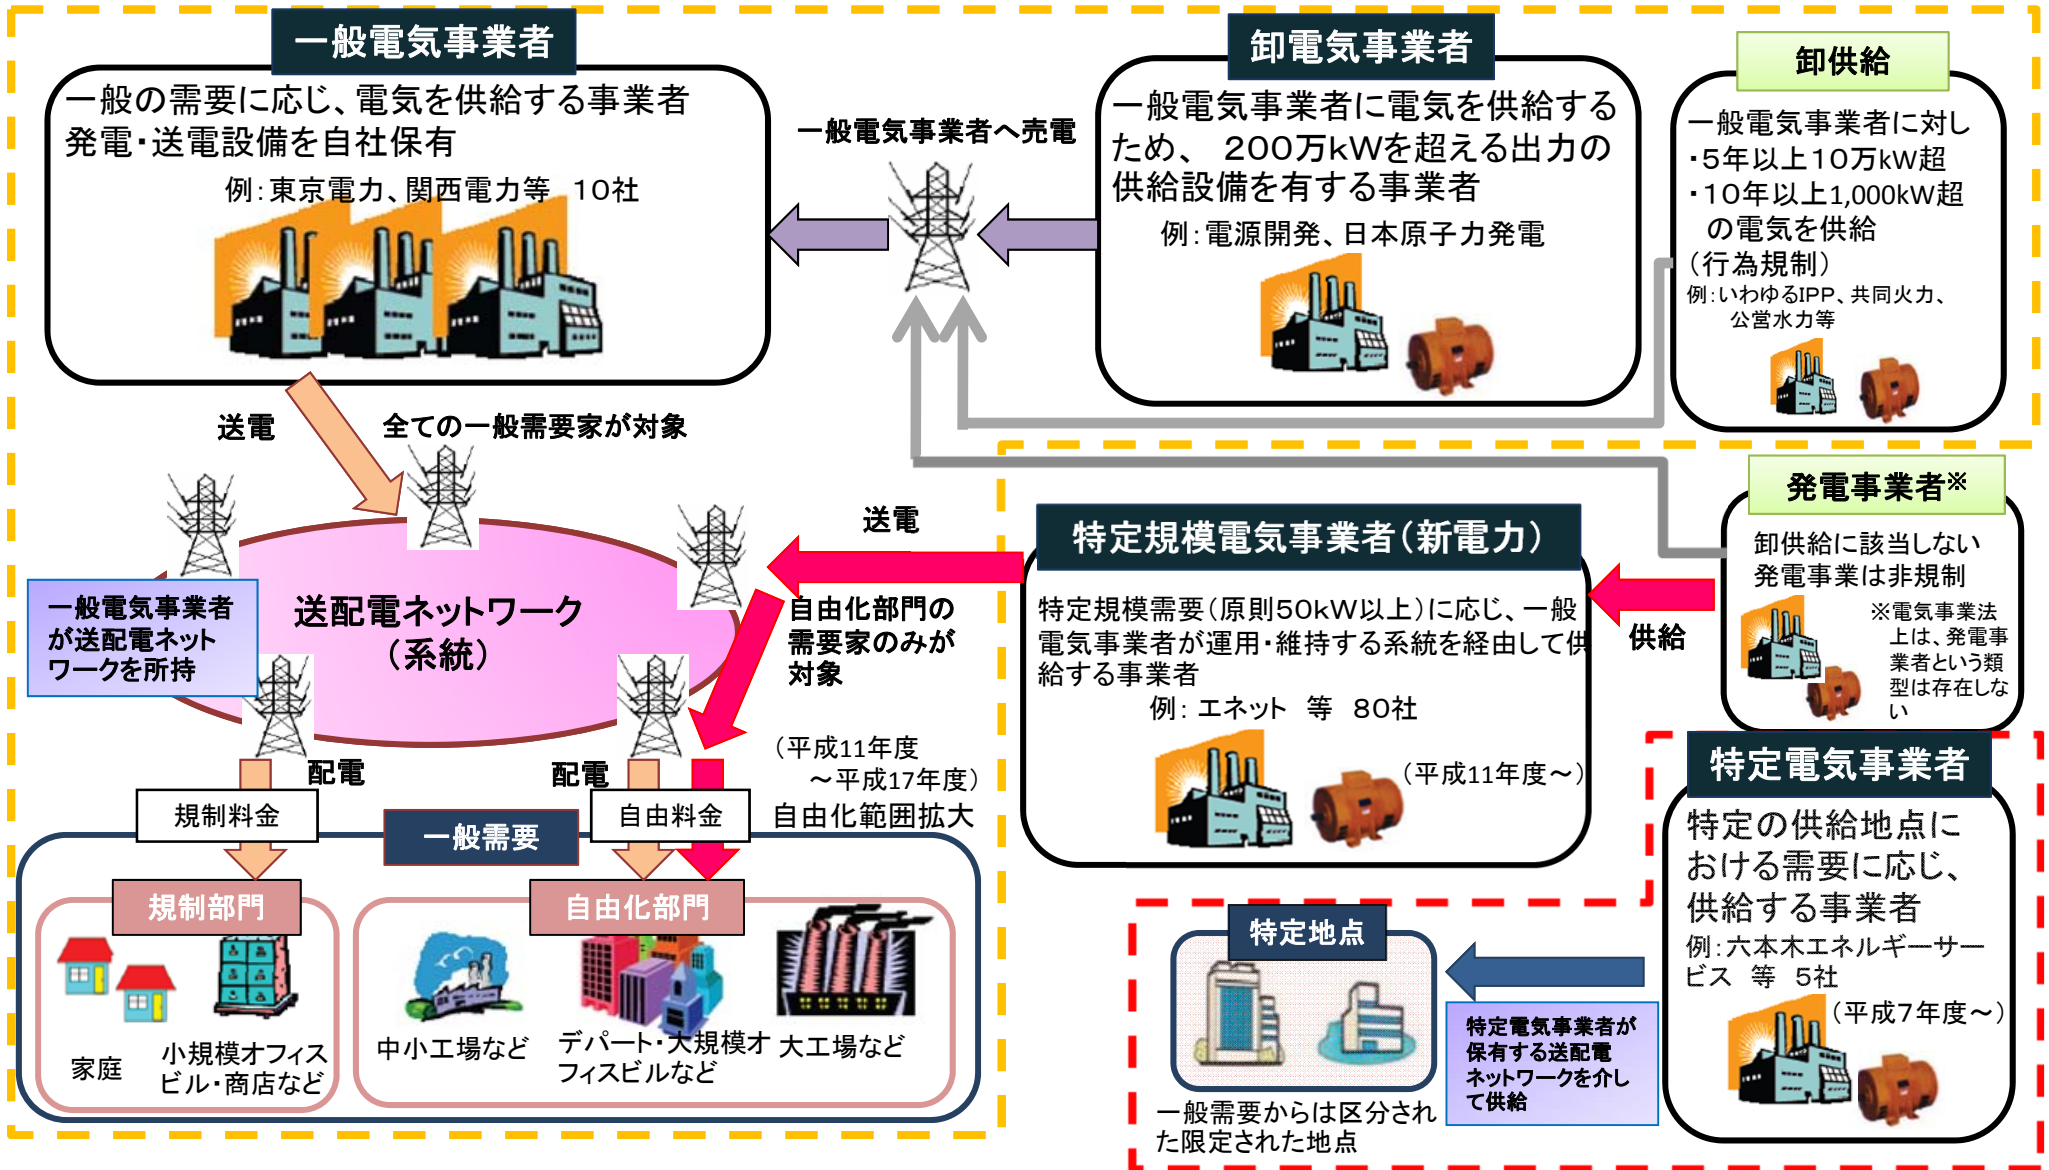 一般電気事業者
一般の需要に応じ、電気を供給する事業者
発電・送電設備を自社保有
例：東京電力、関西電力等　10社
一般電気事業者へ売電
卸電気事業者
一般電気事業者に電気を供給する
ため、　200万kWを超える出力の
供給設備を有する事業者
例：電源開発、日本原子力発電
卸供給
一般電気事業者に対し
・5年以上10万kW超
・10年以上1,000kW超
の電気を供給
（行為規制）
例：いわゆるIPP、共同火力、
公営水力等
送電
全ての一般需要家が対象
一般電気事業者
が送配電ネット
ワークを所持
送配電ネットワーク
（系統）
送電
自由化部門の
需要家のみが
対象
特定規模電気事業者（新電力）
特定規模需要（原則50kW以上）に応じ、一般
電気事業者が運用・維持する系統を経由して供
給する事業者
例：エネット　等　80社
（平成11年度～）
供給
発電事業者※
卸供給に該当しない
発電事業は非規制
※電気事業法
上は、発電事
業者という類
型は存在しな
い
（平成11年度
～平成17年度）
自由化範囲拡大
配電
配電
規制料金
自由料金
一般需要
規制部門
自由化部門
家庭
小規模オフィス
ビル・商店など
中小工場など
デパート・大規模オ
フィスビルなど
大工場など
特定電気事業者
特定の供給地点に
おける需要に応じ、
供給する事業者
例：六本木エネルギーサー
ビス　等　5社
（平成7年度～）
特定地点
一般需要からは区分され
た限定された地点
特定電気事業者が
保有する送配電
ネットワークを介し
て供給